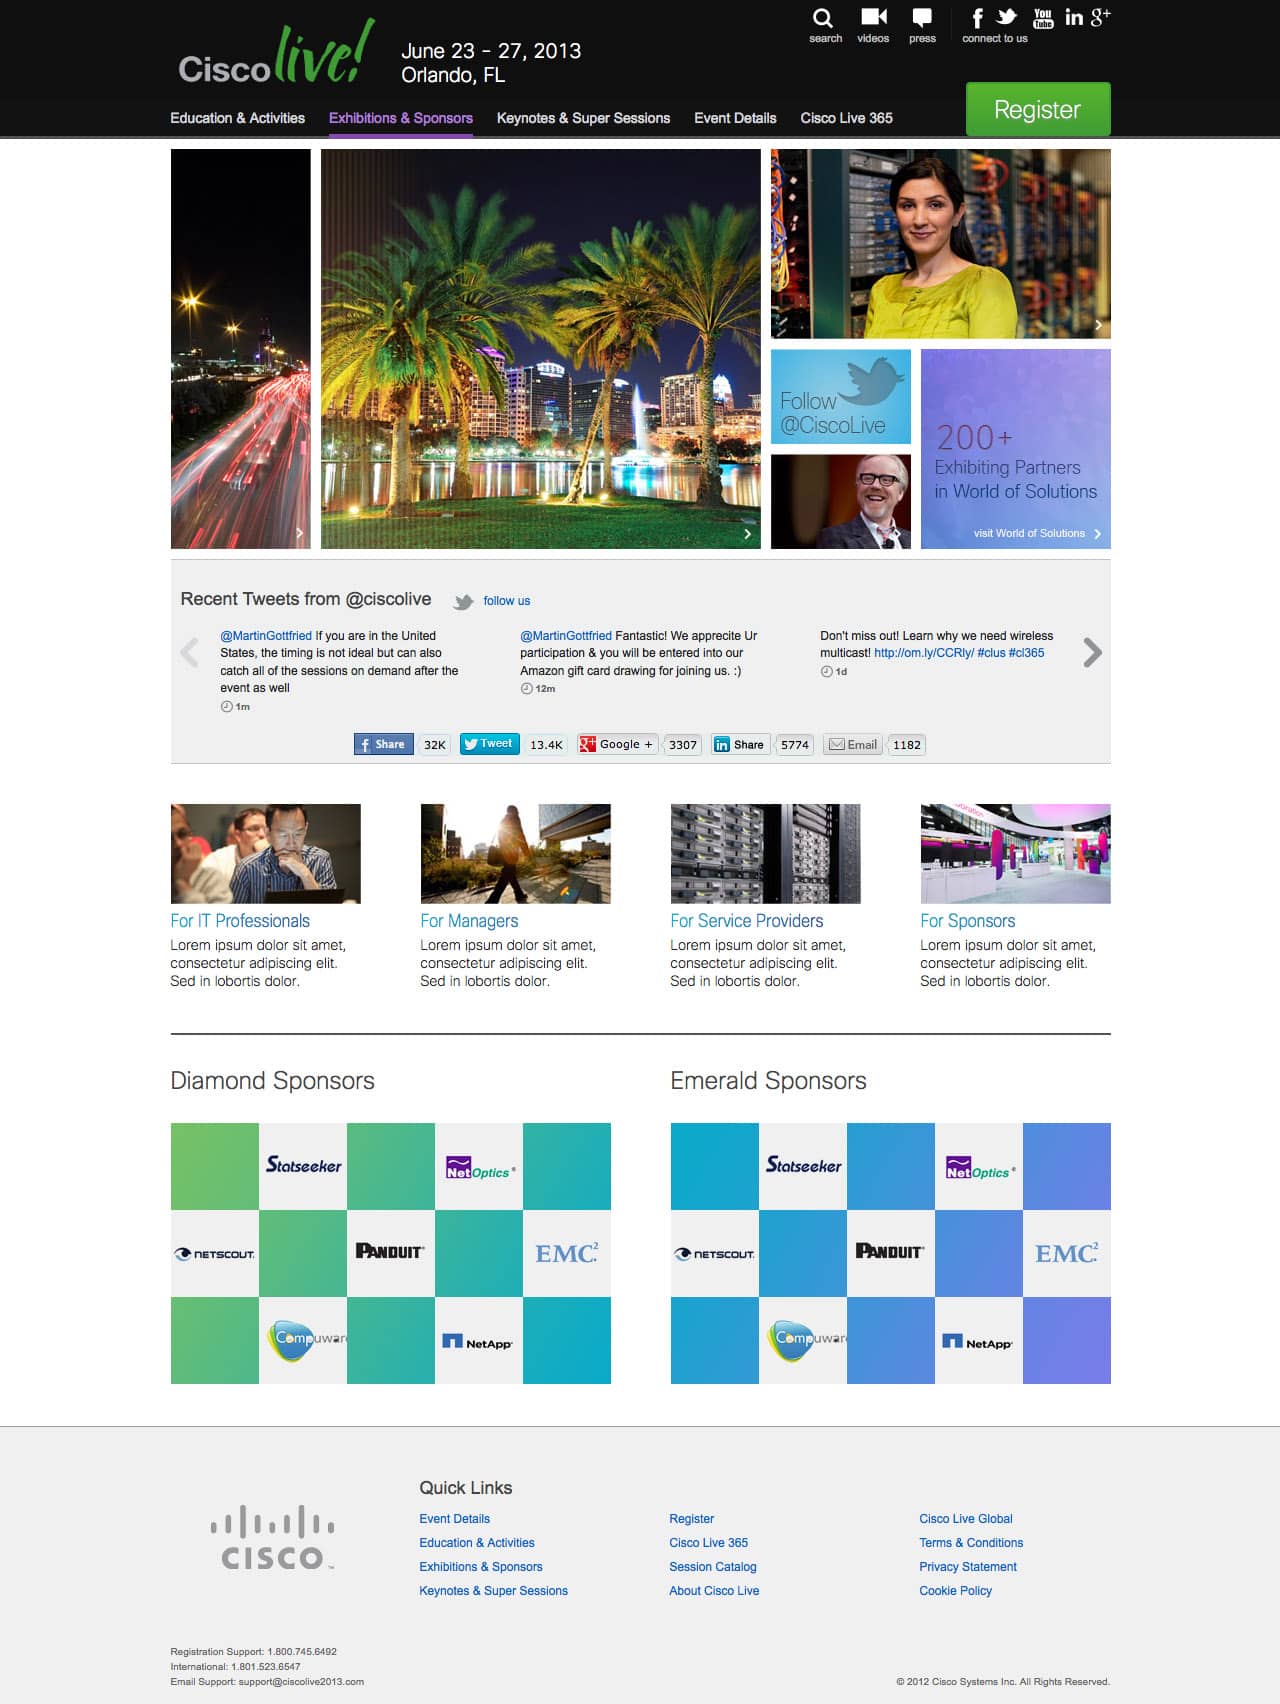 Cisco live!
June 23 - 27, 2013
Orlando, FL
search
videos
press
You
Tube
in
g+
connect to us
Education & Activities
Exhibitions & Sponsors
Keynotes & Super Sessions
Event Details
Cisco Live 365
Register
Follow
@CiscoLive
200+
Exhibiting Partners
in World of Solutions
visit World of Solutions
Recent Tweets from @ciscolive
follow us
@MartinGottfried If you are in the United
States, the timing is not ideal but can also
catch all of the sessions on demand after the
event as well
1m
@MartinGottfried Fantastic! We apprecite Ur
participation & you will be entered into our
Amazon gift card drawing for joining us. :)
12m
Don't miss out! Learn why we need wireless
multicast! http://om.ly/CCRly/ #clus #cl365
1d
f Share
32K
Tweet
13.4K
g+ Google +
3307
in Share
5774
Email
1182
For IT Professionals
Lorem ipsum dolor sit amet,
consectetur adipiscing elit.
Sed in lobortis dolor.
For Managers
Lorem ipsum dolor sit amet,
consectetur adipiscing elit.
Sed in lobortis dolor.
For Service Providers
Lorem ipsum dolor sit amet,
consectetur adipiscing elit.
Sed in lobortis dolor.
For Sponsors
Lorem ipsum dolor sit amet,
consectetur adipiscing elit.
Sed in lobortis dolor.
Diamond Sponsors
Statseeker
NetOptics®
NETSCOUT.
PANDUIT®
EMC²
Compuware
NetApp®
Emerald Sponsors
Statseeker
NetOptics®
NETSCOUT.
PANDUIT®
EMC²
Compuware
NetApp®
CISCO™
Quick Links
Event Details
Education & Activities
Exhibitions & Sponsors
Keynotes & Super Sessions
Register
Cisco Live 365
Session Catalog
About Cisco Live
Cisco Live Global
Terms & Conditions
Privacy Statement
Cookie Policy
Registration Support: 1.800.745.6492
International: 1.801.523.6547
Email Support: support@ciscolive2013.com
© 2012 Cisco Systems Inc. All Rights Reserved.